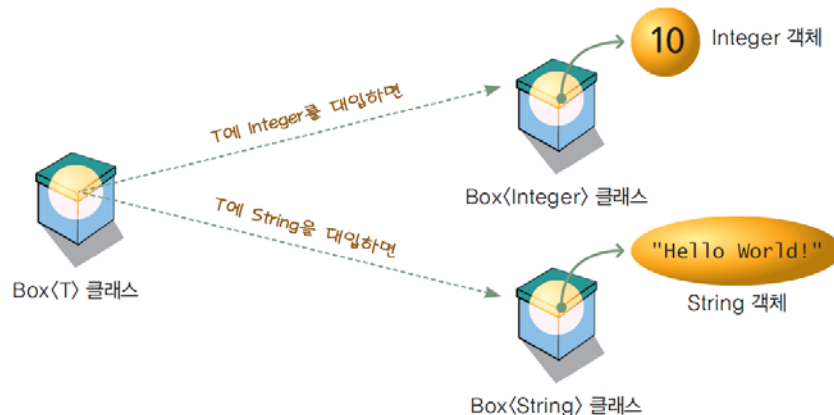 10
Integer 객체
T에 Integer를 대입하면
Box〈Integer〉 클래스
Box〈T〉 클래스
T에 String을 대입하면
"Hello World!"
String 객체
Box〈String〉 클래스